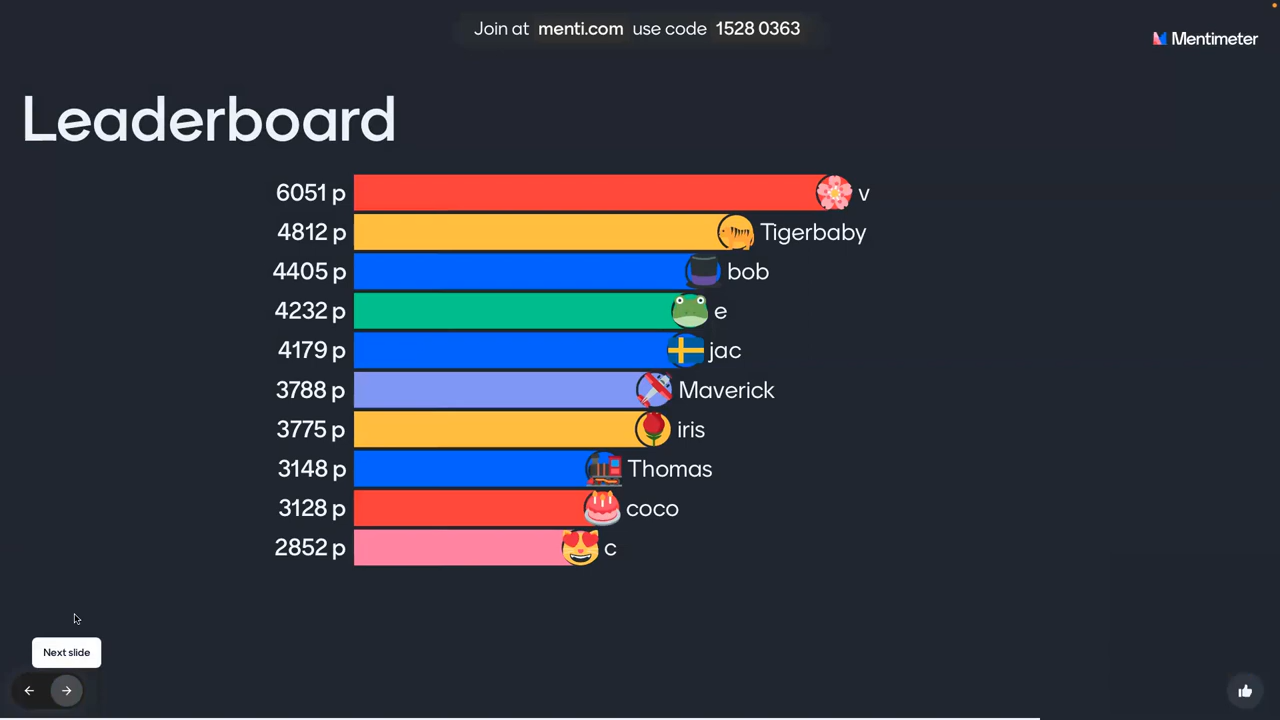 Join at menti.com use code 1528 0363
Mentimeter
Leaderboard
6051 p v
4812 p Tigerbaby
4405 p bob
4232 p e
4179 p jac
3788 p Maverick
3775 p iris
3148 p Thomas
3128 p coco
2852 p c
Next slide